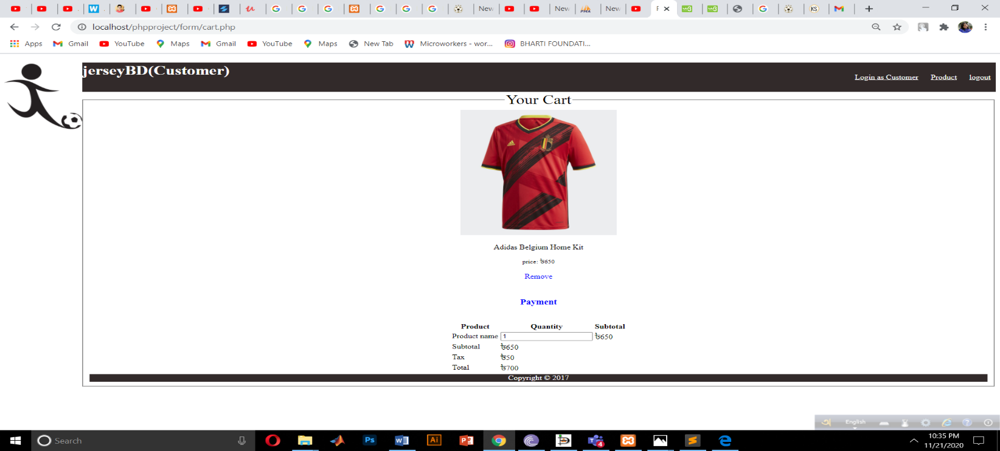 New
New
New
F
KS
localhost/phpproject/form/cart.php
Apps Gmail YouTube Maps Gmail YouTube Maps New Tab Microworkers - wor... BHARTI FOUNDATI...
jerseyBD(Customer)
Login as Customer Product logout
Your Cart
Adidas Belgium Home Kit
price: ৳650
Remove
Payment
Product Quantity Subtotal
Product name 1 ৳650
Subtotal ৳650
Tax ৳50
Total ৳700
Copyright © 2017
English
Search
10:35 PM
11/21/2020